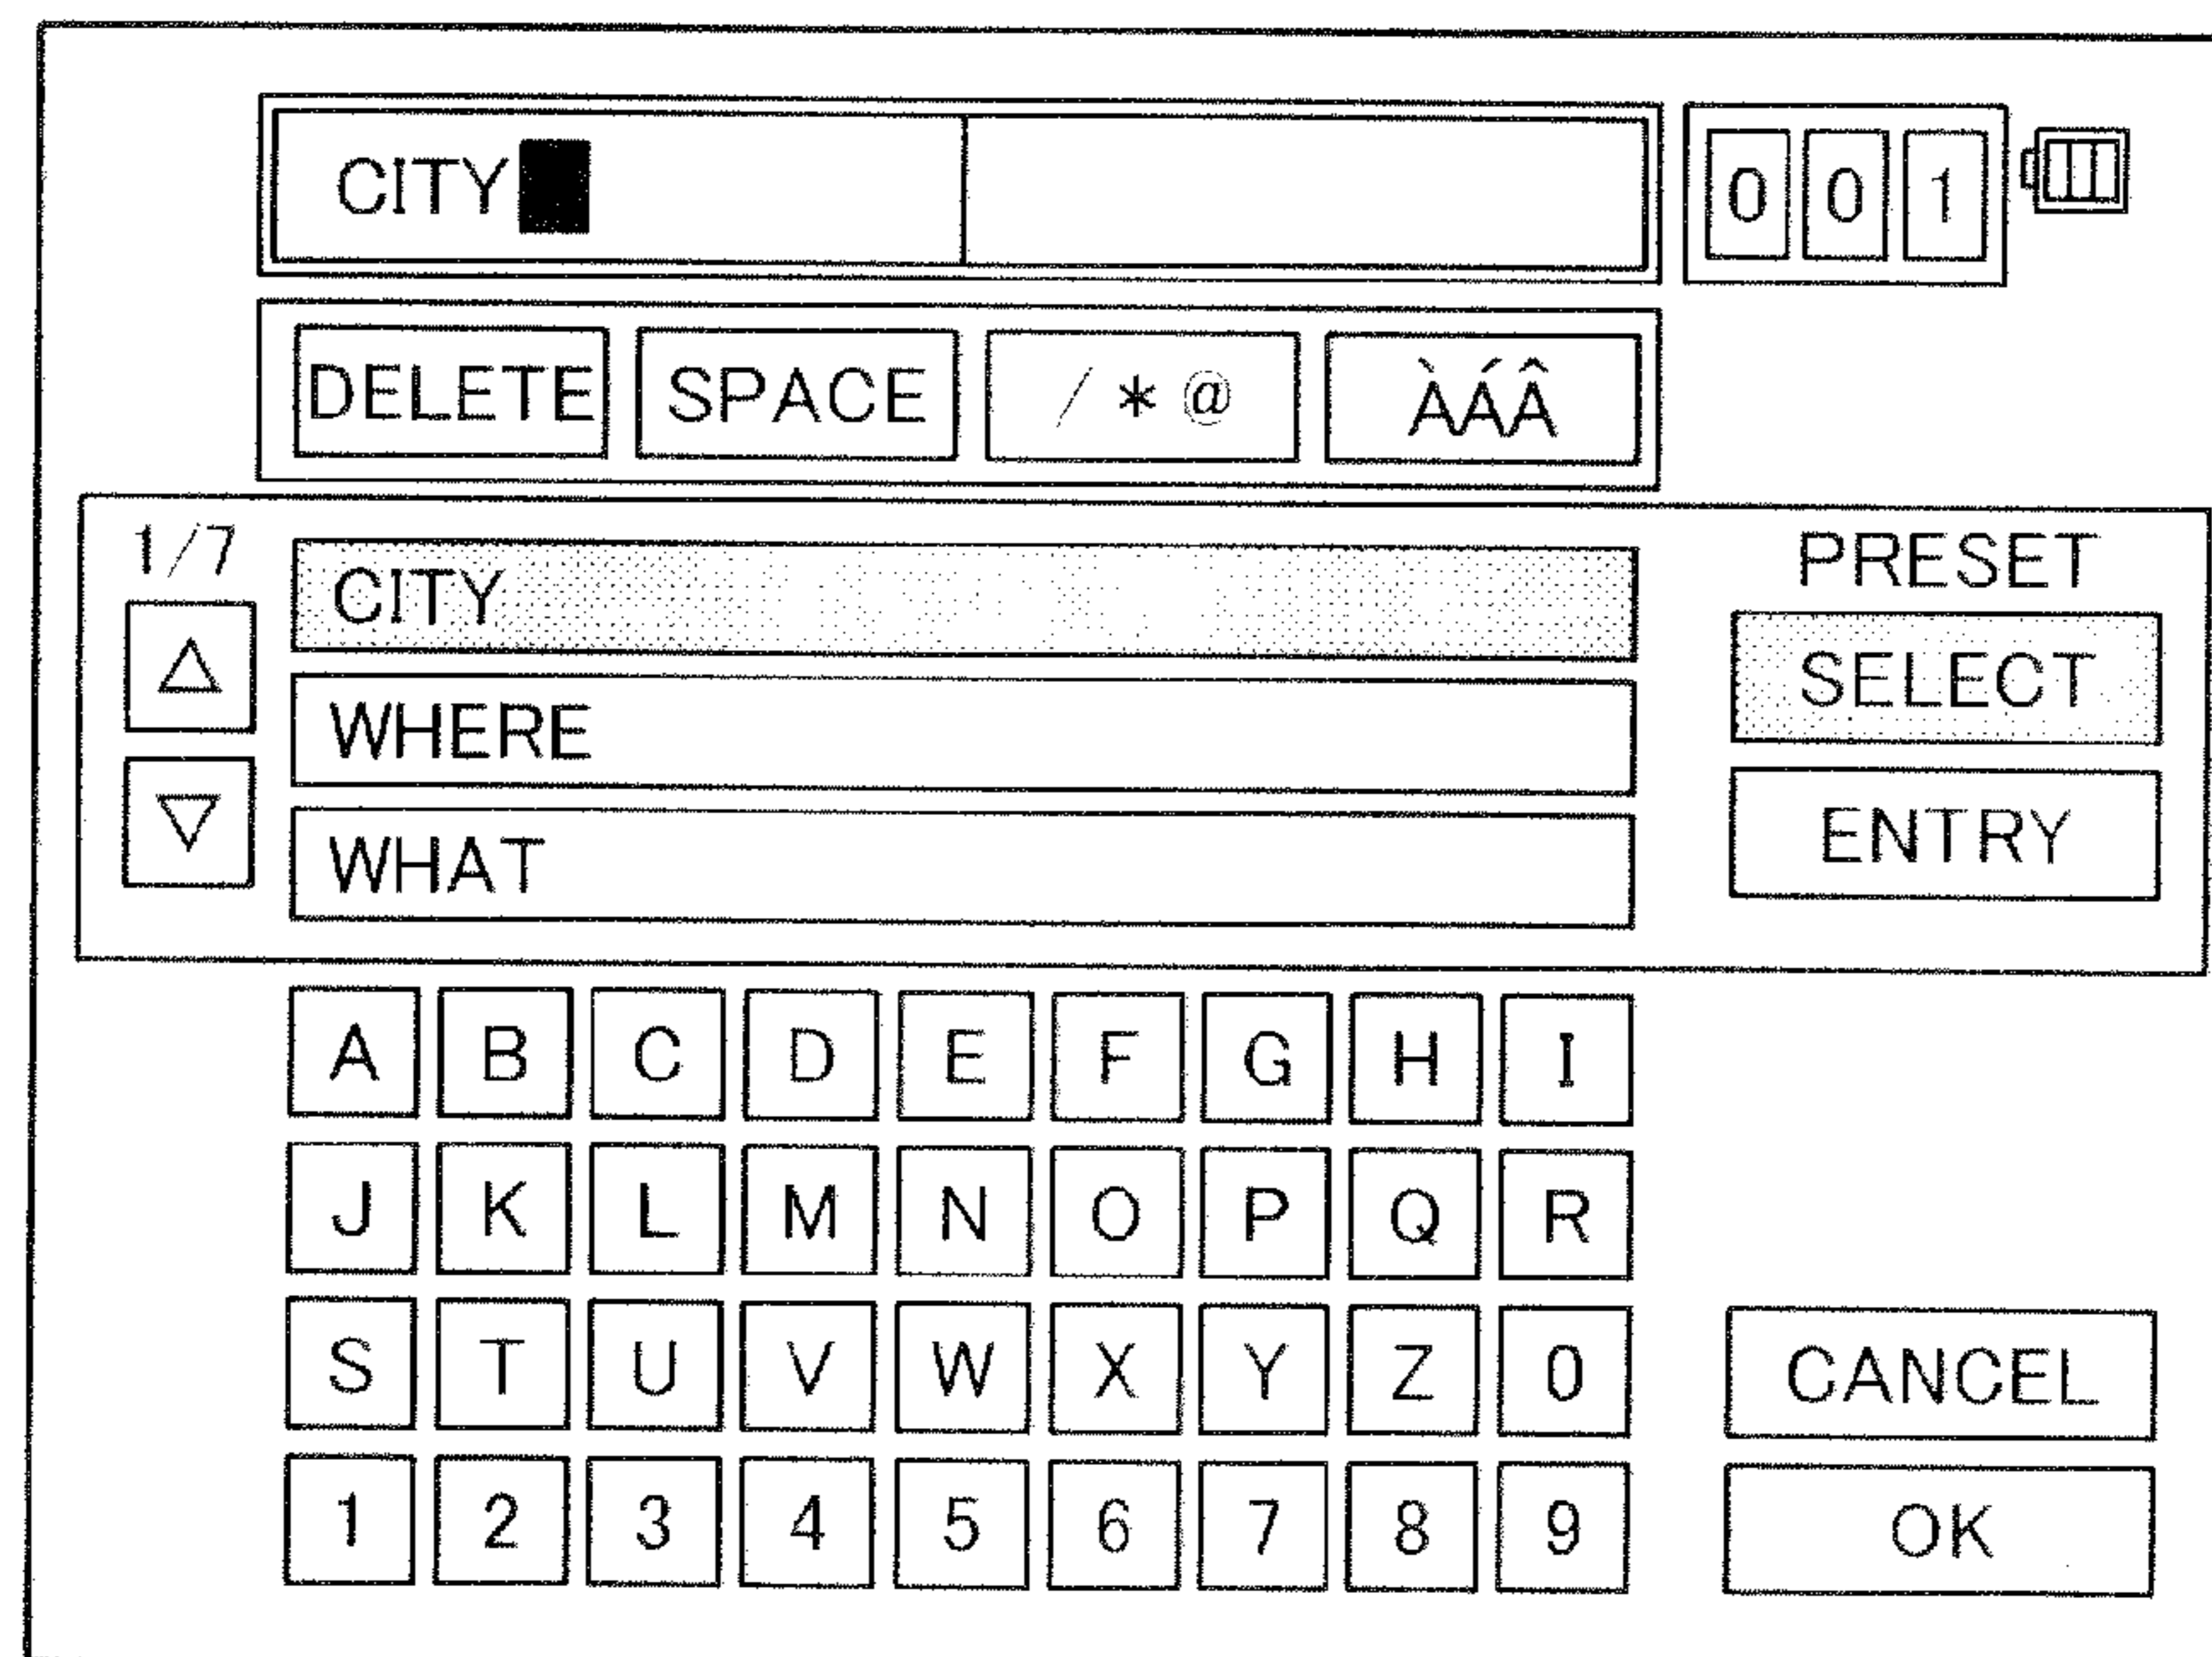 CITY 0 0 1
DELETE SPACE / * @ ÀÁÂ
1/7 CITY PRESET
SELECT
WHERE
ENTRY
WHAT
A B C D E F G H I
J K L M N O P Q R
S T U V W X Y Z 0 CANCEL
1 2 3 4 5 6 7 8 9 OK